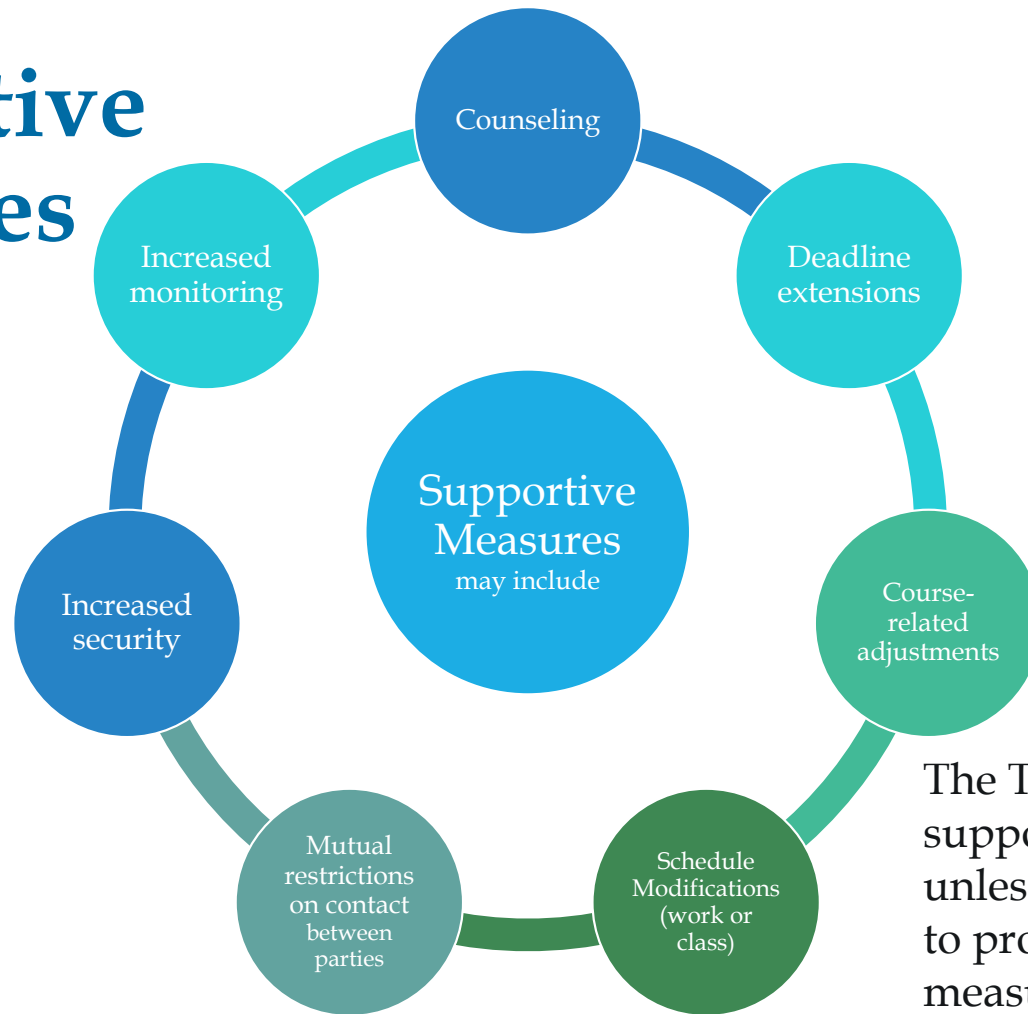 tive
es
Counseling
Deadline
extensions
Course-
related
adjustments
Schedule
Modifications
(work or
class)
Mutual
restrictions
on contact
between
parties
Increased
security
Increased
monitoring
Supportive
Measures
may include
The T
suppo
unles
to pro
measu